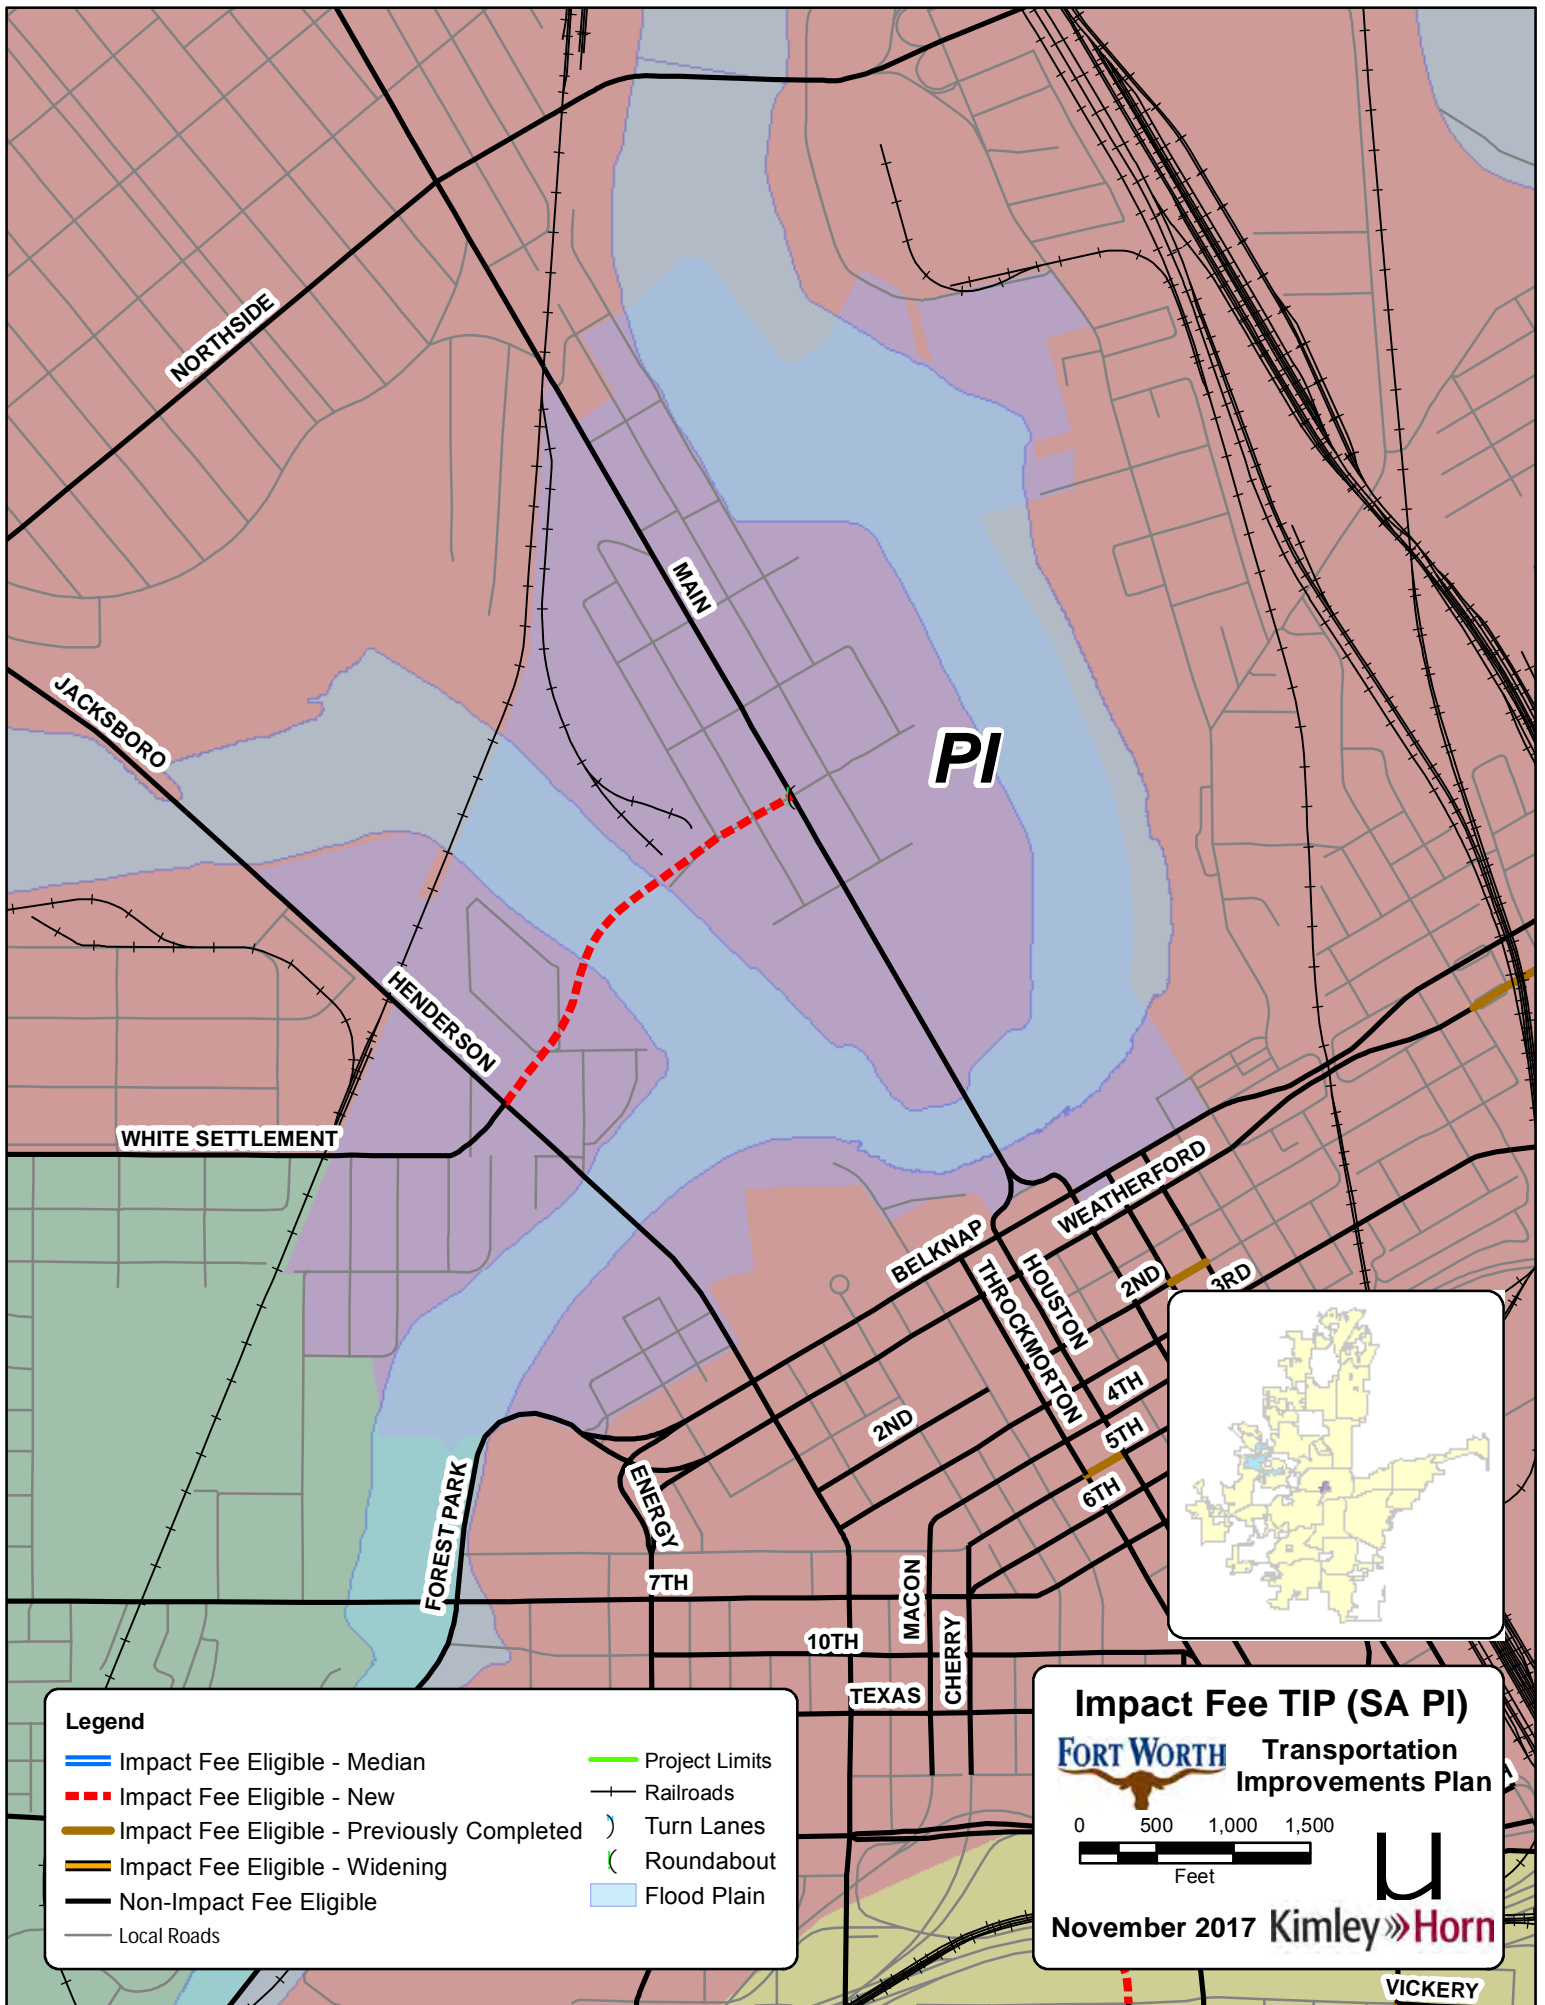 NORTHSIDE
MAIN
JACKSBORO
PI
HENDERSON
WHITE SETTLEMENT
WEATHERFORD
BELKNAP
HOUSTON
THROCKMORTON
2ND
3RD
4TH
2ND
5TH
6TH
ENERGY
FOREST PARK
7TH
MACON
10TH
CHERRY
TEXAS
Legend
Impact Fee Eligible - Median
Impact Fee Eligible - New
Impact Fee Eligible - Previously Completed
Impact Fee Eligible - Widening
Non-Impact Fee Eligible
Local Roads
Project Limits
Railroads
Turn Lanes
Roundabout
Flood Plain
Impact Fee TIP (SA PI)
FORT WORTH
Transportation
Improvements Plan
0 500 1,000 1,500
Feet
November 2017
Kimley»Horn
VICKERY